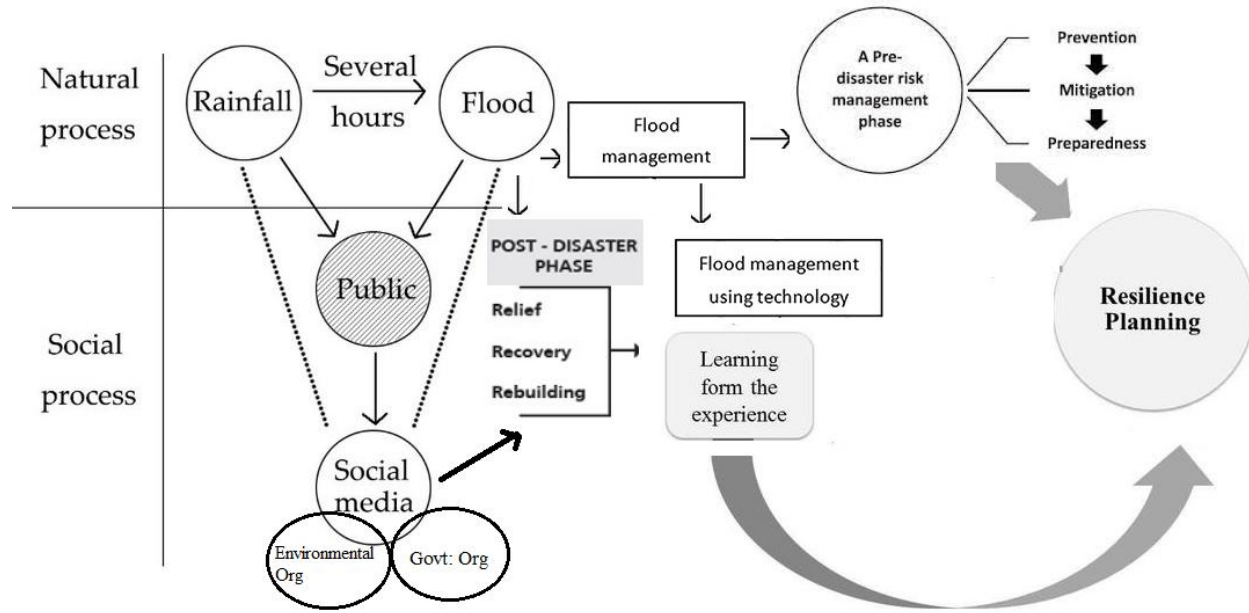 Natural
process
Rainfall
Several
hours
Flood
Flood
management
A Pre-
disaster risk
management
phase
Prevention
Mitigation
Preparedness
Social
process
Public
POST - DISASTER
PHASE
Relief
Recovery
Rebuilding
Flood management
using technology
Learning
form the
experience
Resilience
Planning
Social
media
Environmental
Org
Govt: Org